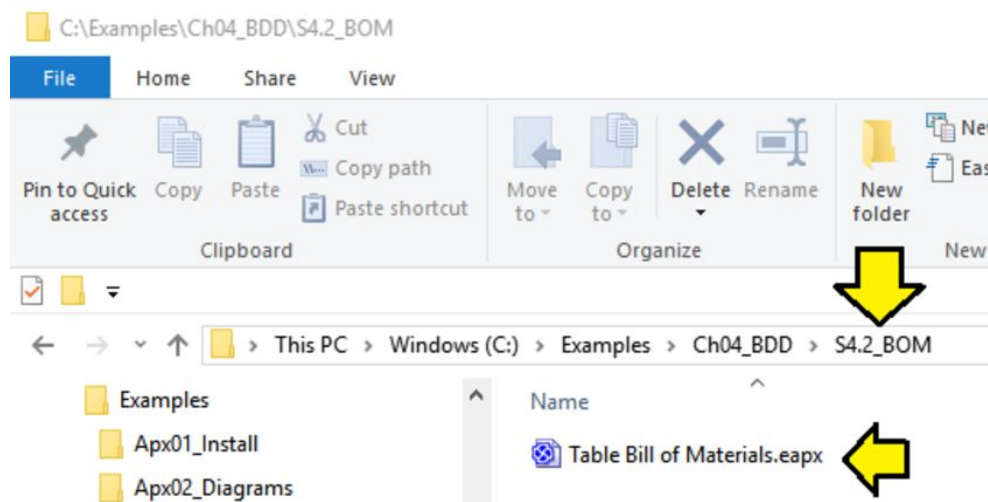 C:\Examples\Ch04_BDD\S4.2_BOM
File Home Share View
Pin to Quick access
Copy
Paste
Cut
Copy path
Paste shortcut
Move to
Copy to
Delete
Rename
New folder
Clipboard
Organize
New
This PC > Windows (C:) > Examples > Ch04_BDD > S4.2_BOM
Examples
Apx01_Install
Apx02_Diagrams
Name
Table Bill of Materials.eapx